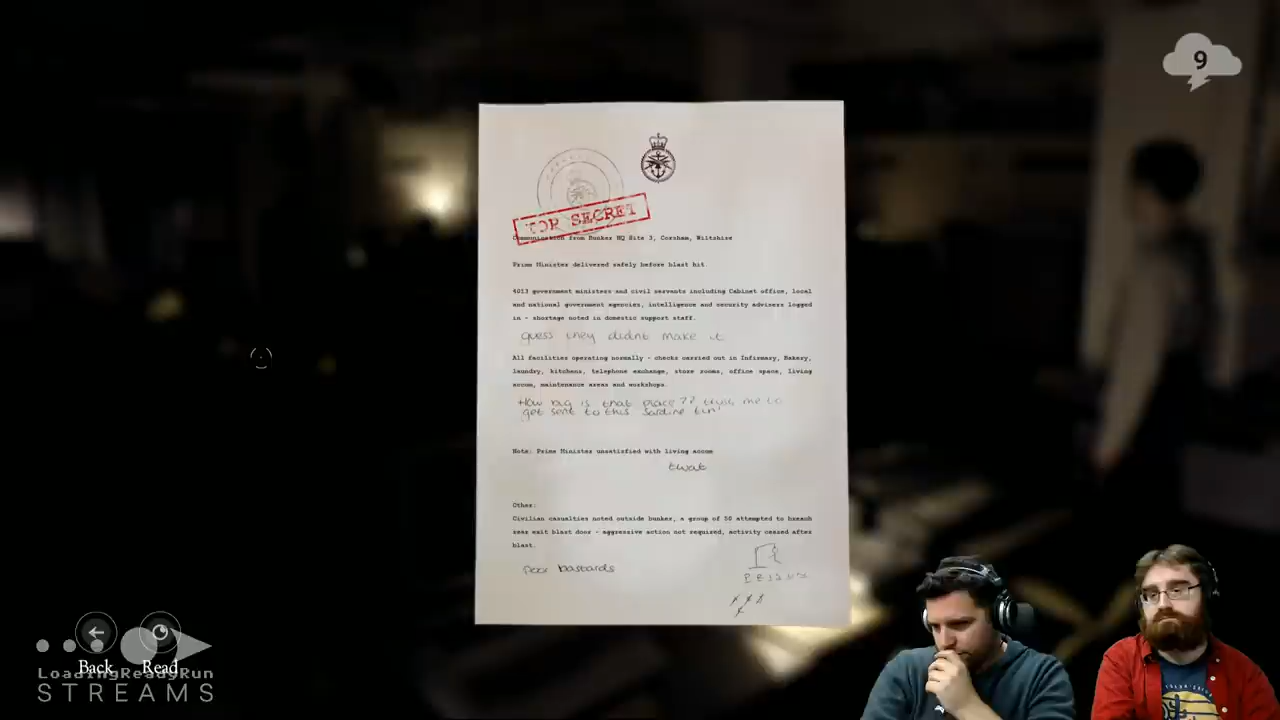 9
TOP SECRET
Communication from Bunker HQ Site 3, Corsham, Wiltshire
Prime Minister delivered safely before blast hit.
4013 government ministers and civil servants including Cabinet office, local
and national government agencies, intelligence and security advisers logged
in - shortage noted in domestic support staff.
guess they didnt make it
All facilities operating normally - checks carried out in Infirmary, Bakery,
laundry, kitchens, telephone exchange, store rooms, office space, living
accom, maintenance areas and workshops.
How big is that place?? trust me to
get sent to this sardine tin
Note: Prime Minister unsatisfied with living accom
twat
Other:
Civilian casualties noted outside bunker, a group of 50 attempted to breach
rear exit blast door - aggressive action not required, activity ceased after
blast.
Poor bastards
Back Read
LoadingReadyRun
STREAMS